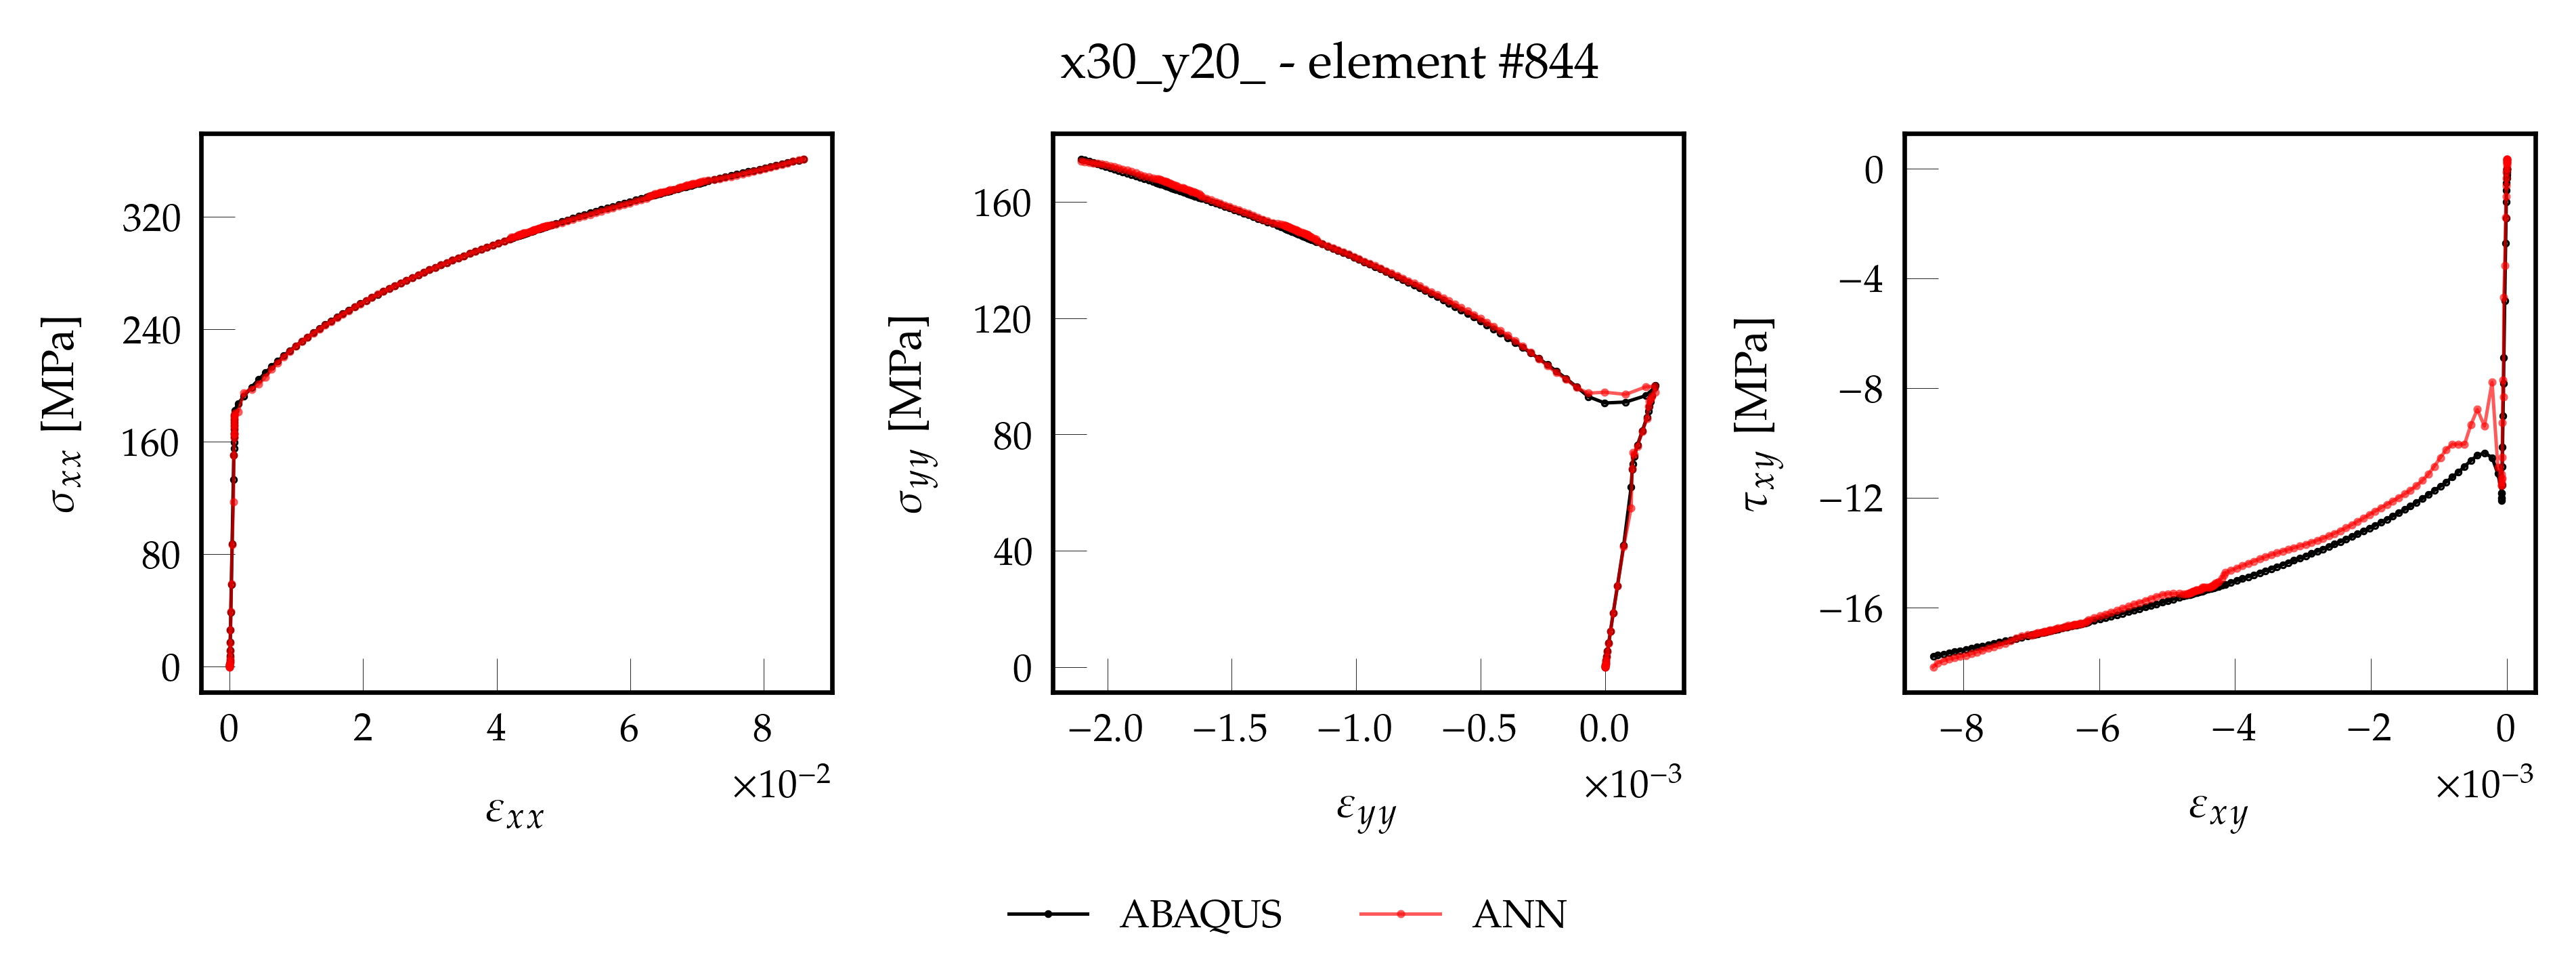 x30_y20_ - element #844
σxx [MPa]
320
240
160
80
0
0 2 4 6 8
×10−2
εxx
σyy [MPa]
160
120
80
40
0
−2.0 −1.5 −1.0 −0.5 0.0
×10−3
εyy
τxy [MPa]
0
−4
−8
−12
−16
−8 −6 −4 −2 0
×10−3
εxy
ABAQUS ANN